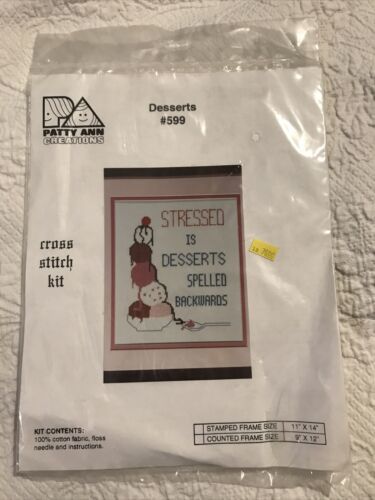 Desserts
#599
PATTY ANN
CREATIONS
cross
stitch
kit
STRESSED
IS
DESSERTS
SPELLED
BACKWARDS
KIT CONTENTS:
100% cotton fabric, floss
needle and instructions.
STAMPED FRAME SIZE 11" X 14"
COUNTED FRAME SIZE 9" X 12"